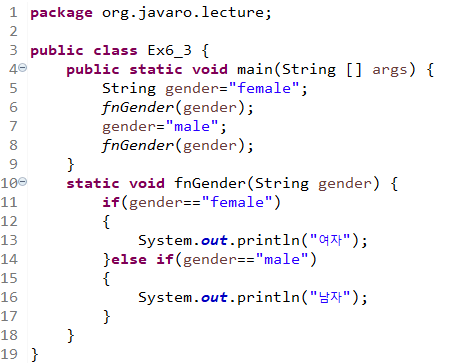 1 package org.javaro.lecture;
2
3 public class Ex6_3 {
4     public static void main(String [] args) {
5         String gender="female";
6         fnGender(gender);
7         gender="male";
8         fnGender(gender);
9     }
10     static void fnGender(String gender) {
11         if(gender=="female")
12         {
13             System.out.println("여자");
14         }else if(gender=="male")
15         {
16             System.out.println("남자");
17         }
18     }
19 }